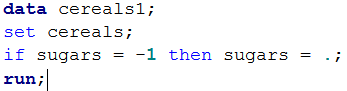 data cereals1;
set cereals;
if sugars = -1 then sugars = .;
run;